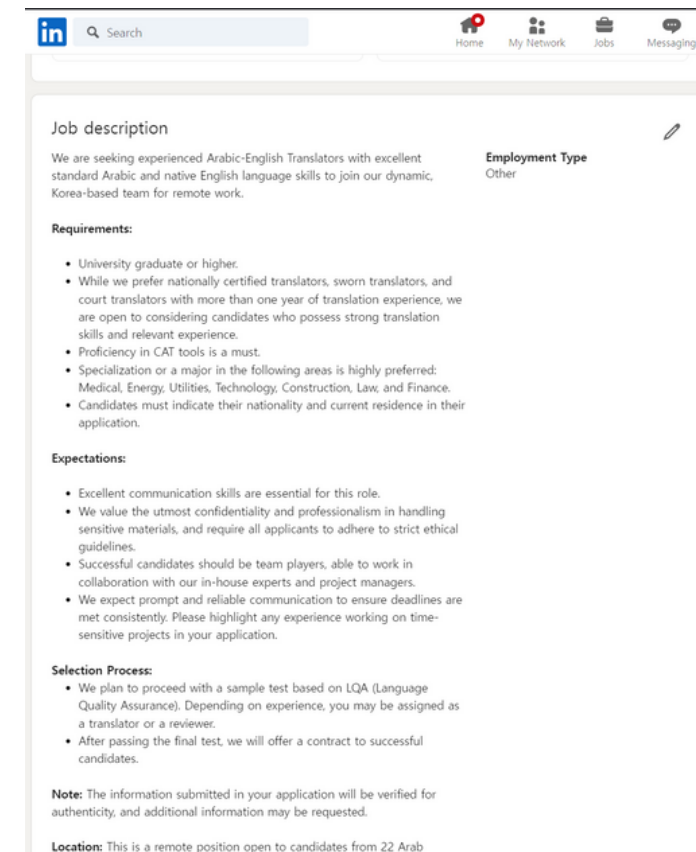 in
Search
Home
My Network
Jobs
Messaging
Job description
We are seeking experienced Arabic-English Translators with excellent
standard Arabic and native English language skills to join our dynamic,
Korea-based team for remote work.
Employment Type
Other
Requirements:
• University graduate or higher.
• While we prefer nationally certified translators, sworn translators, and
court translators with more than one year of translation experience, we
are open to considering candidates who possess strong translation
skills and relevant experience.
• Proficiency in CAT tools is a must.
• Specialization or a major in the following areas is highly preferred:
Medical, Energy, Utilities, Technology, Construction, Law, and Finance.
• Candidates must indicate their nationality and current residence in their
application.
Expectations:
• Excellent communication skills are essential for this role.
• We value the utmost confidentiality and professionalism in handling
sensitive materials, and require all applicants to adhere to strict ethical
guidelines.
• Successful candidates should be team players, able to work in
collaboration with our in-house experts and project managers.
• We expect prompt and reliable communication to ensure deadlines are
met consistently. Please highlight any experience working on time-
sensitive projects in your application.
Selection Process:
• We plan to proceed with a sample test based on LQA (Language
Quality Assurance). Depending on experience, you may be assigned as
a translator or a reviewer.
• After passing the final test, we will offer a contract to successful
candidates.
Note: The information submitted in your application will be verified for
authenticity, and additional information may be requested.
Location: This is a remote position open to candidates from 22 Arab